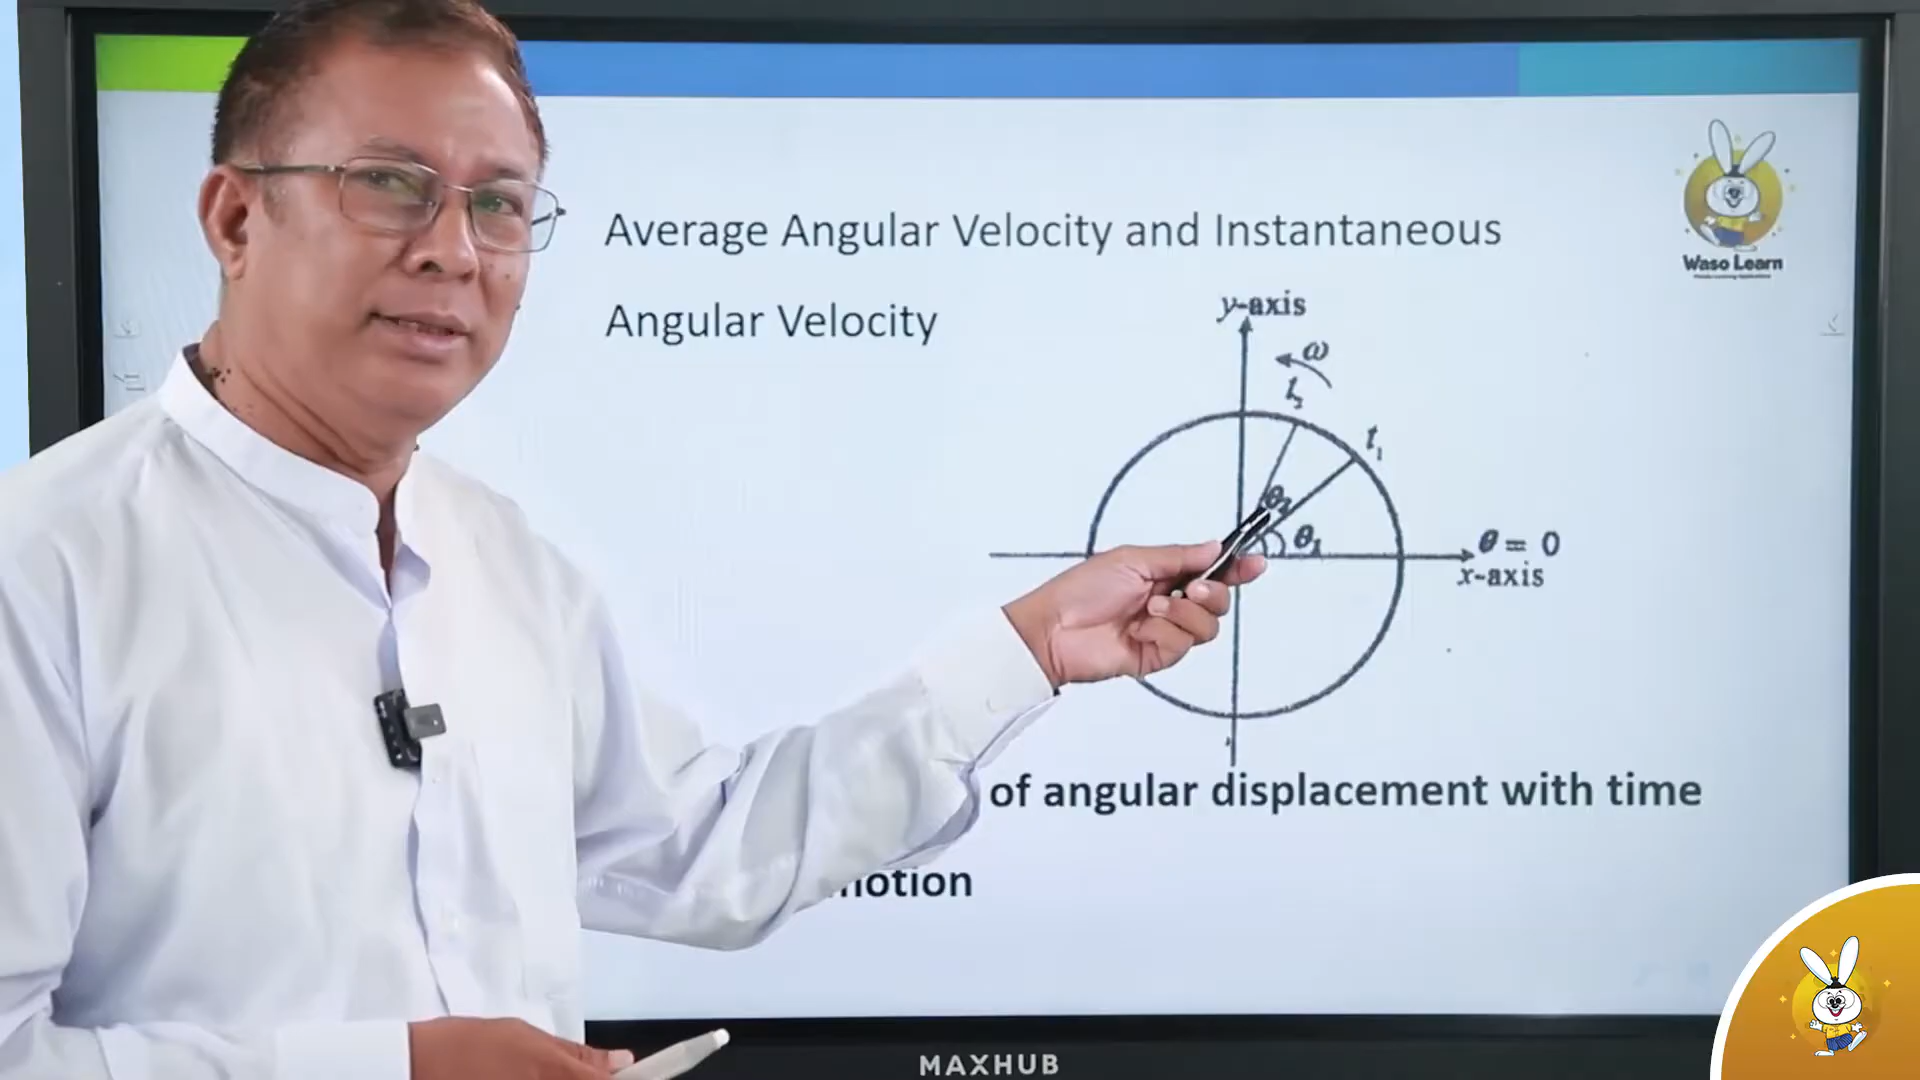 Average Angular Velocity and Instantaneous
Angular Velocity
Waso Learn
y-axis
ω
t₂
t₁
θ₂
θ₁
θ = 0
x-axis
of angular displacement with time
motion
MAXHUB